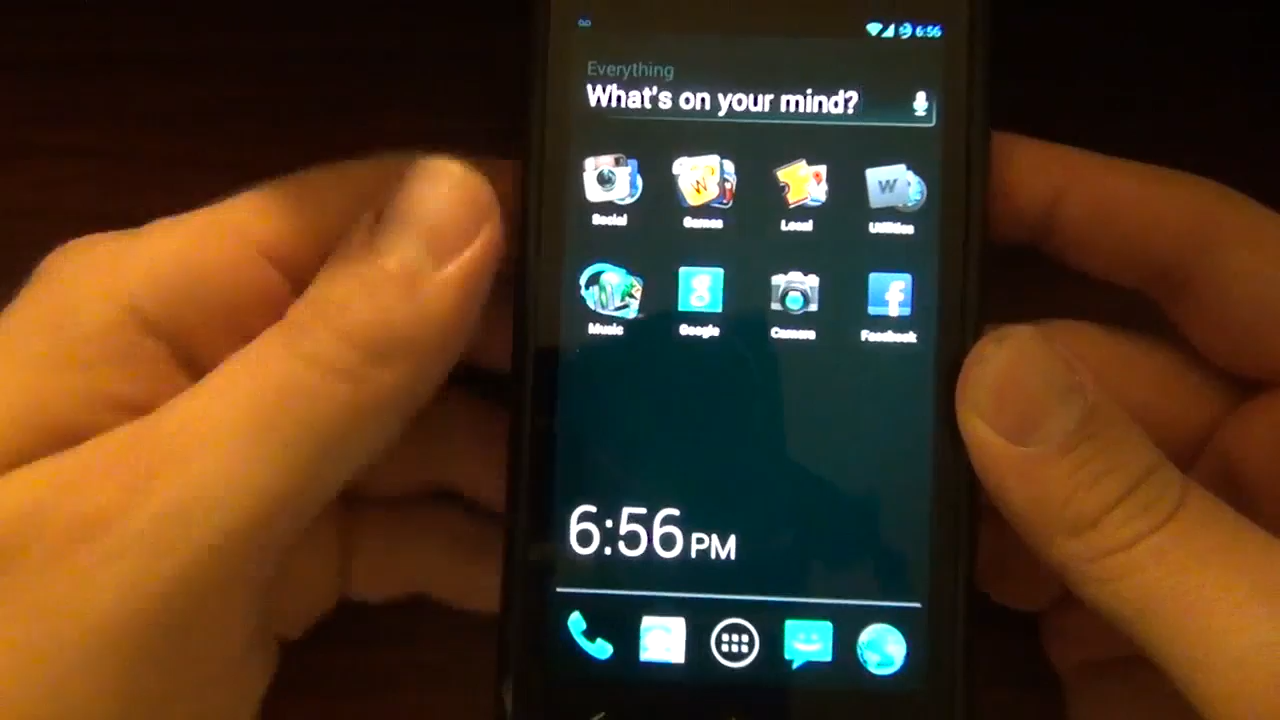 6:56
Everything
What's on your mind?
Social
Games
Local
Utilities
Music
Google
Camera
Facebook
6:56 PM